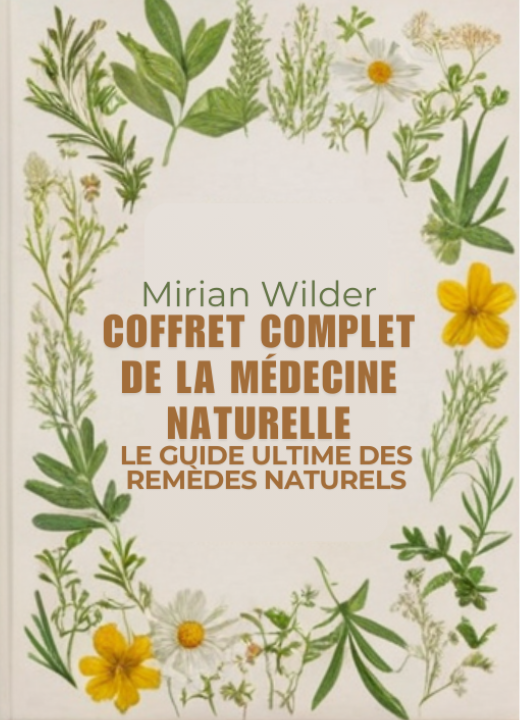 Mirian Wilder
COFFRET COMPLET
DE LA MÉDECINE
NATURELLE
LE GUIDE ULTIME DES
REMÈDES NATURELS